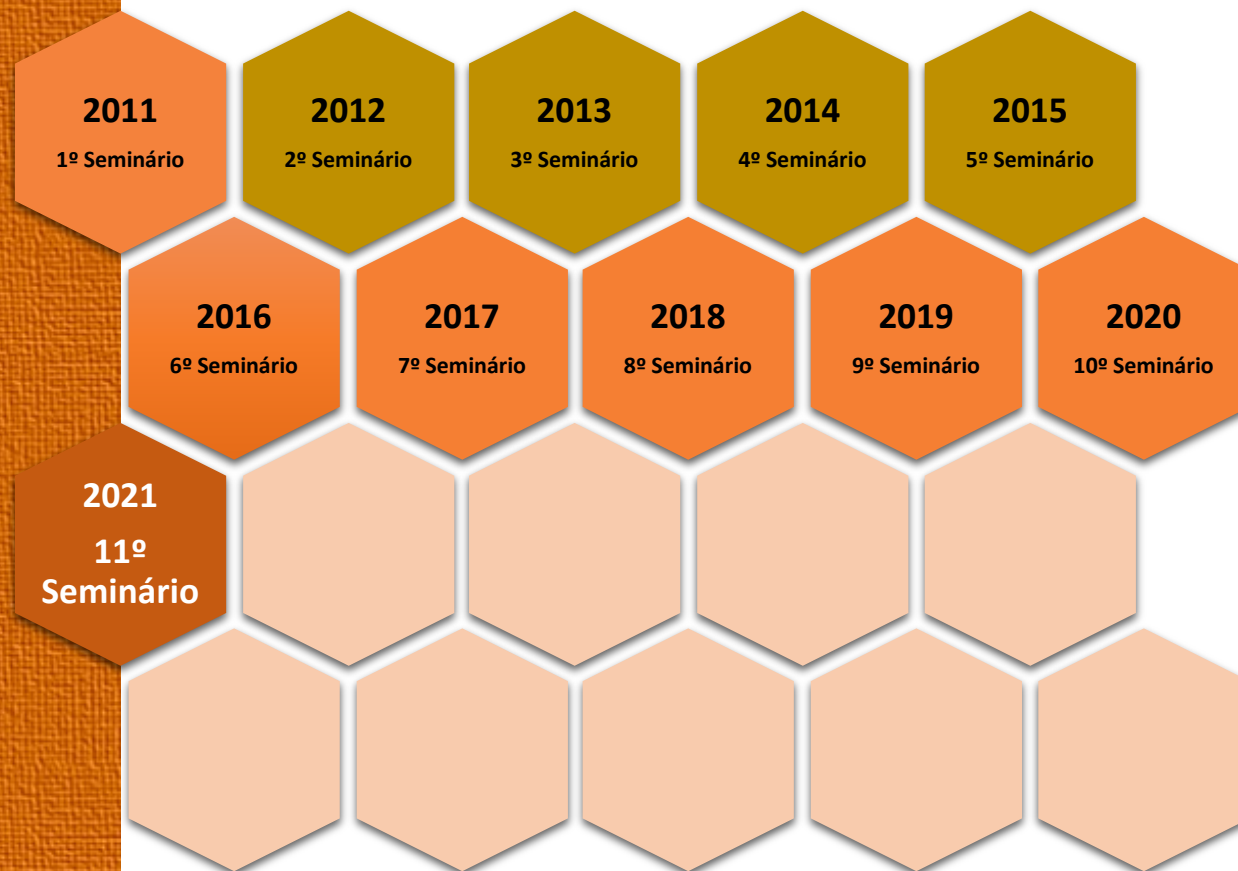 2011
1º Seminário
2012
2º Seminário
2013
3º Seminário
2014
4º Seminário
2015
5º Seminário
2016
6º Seminário
2017
7º Seminário
2018
8º Seminário
2019
9º Seminário
2020
10º Seminário
2021
11º
Seminário